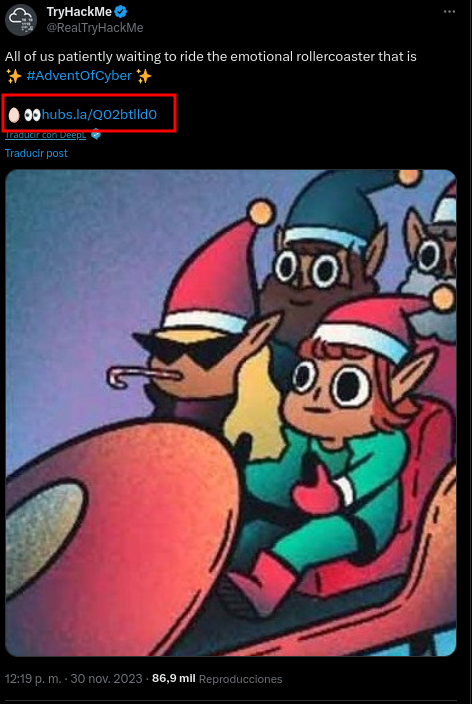 TryHackMe
@RealTryHackMe
All of us patiently waiting to ride the emotional rollercoaster that is
✨ #AdventOfCyber ✨
🥚👀hubs.la/Q02btlld0
Traducir con DeepL
Traducir post
12:19 p. m. · 30 nov. 2023 · 86,9 mil Reproducciones